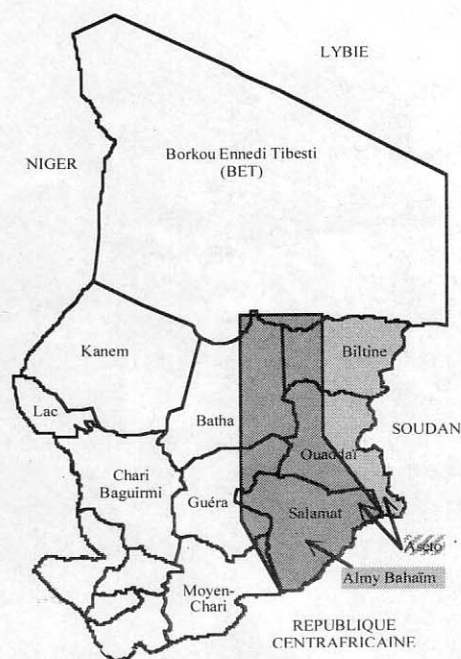 LYBIE
NIGER
Borkou Ennedi Tibesti
(BET)
Kanem
Biltine
Lac
Batha
SOUDAN
Ouaddaï
Chari
Baguirmi
Guéra
Salamat
Aseto
Almy Bahaïm
Moyen-
Chari
REPUBLIQUE
CENTRAFRICAINE